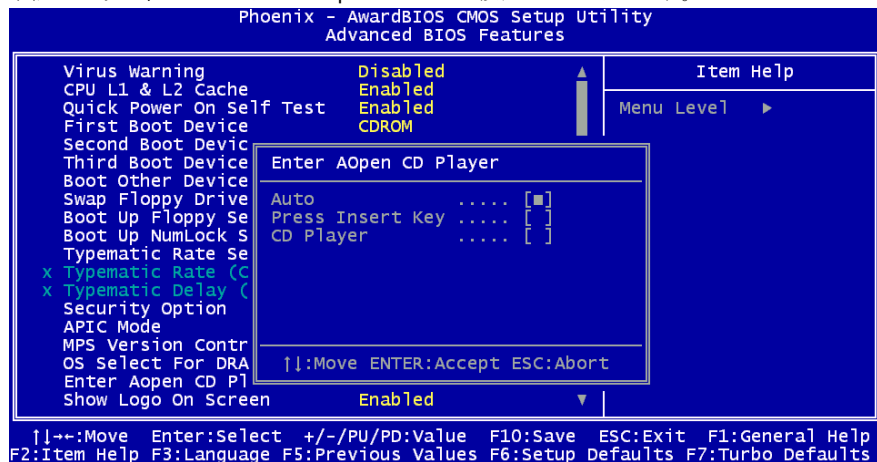 Phoenix - AwardBIOS CMOS Setup Utility
Advanced BIOS Features
Virus Warning Disabled
CPU L1 & L2 Cache Enabled
Quick Power On Self Test Enabled
First Boot Device CDROM
Second Boot Devic
Third Boot Device
Boot Other Device
Swap Floppy Drive
Boot Up Floppy Se
Boot Up NumLock S
Typematic Rate Se
x Typematic Rate (C
x Typematic Delay (
Security Option
APIC Mode
MPS Version Contr
OS Select For DRA
Enter Aopen CD Pl
Show Logo On Screen Enabled ▼
Enter AOpen CD Player
Auto ..... [■]
Press Insert Key ..... [ ]
CD Player ..... [ ]
↑↓:Move ENTER:Accept ESC:Abort
Item Help
Menu Level ►
↑↓→←:Move Enter:Select +/-/PU/PD:Value F10:Save ESC:Exit F1:General Help
F2:Item Help F3:Language F5:Previous Values F6:Setup Defaults F7:Turbo Defaults